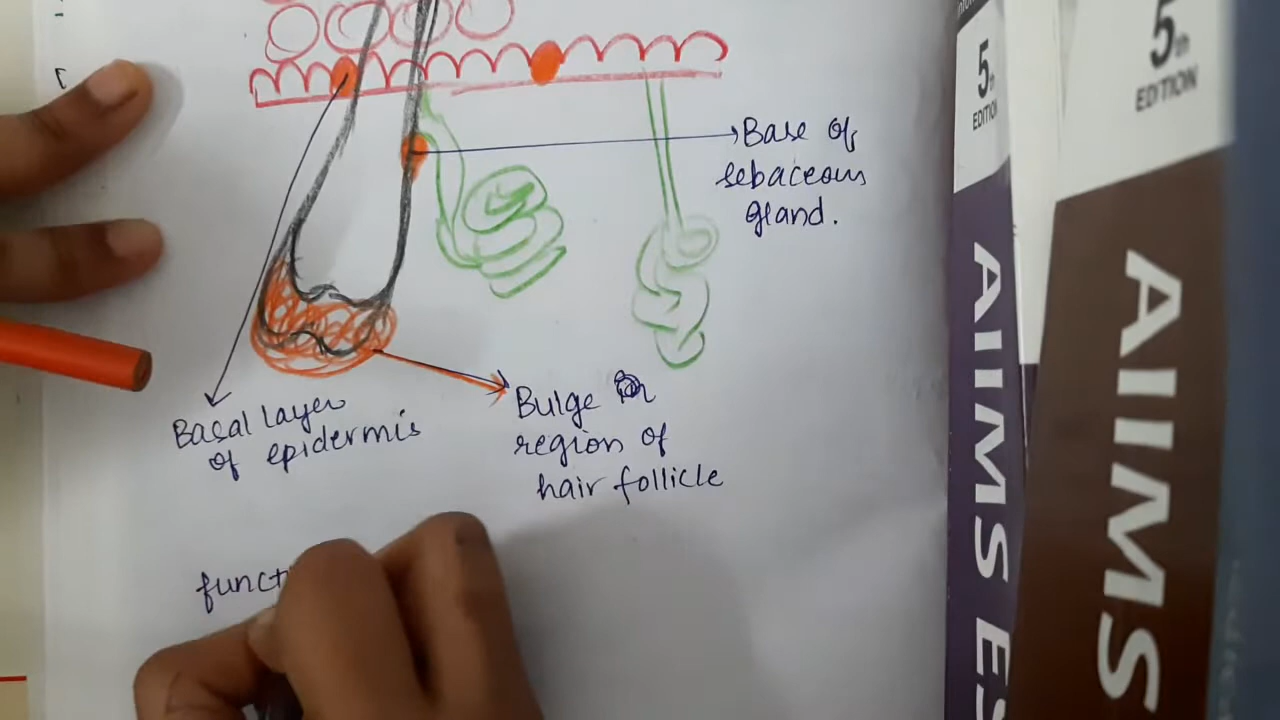 Base of
sebaceous
gland.
Basal layer
of epidermis
Bulge
region of
hair follicle
funct
5th
EDITION
AIIMS ES
5th
EDITION
AIIMS